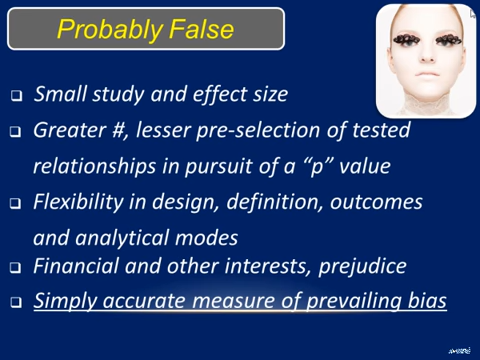 Probably False
Small study and effect size
Greater #, lesser pre-selection of tested
relationships in pursuit of a “p” value
Flexibility in design, definition, outcomes
and analytical modes
Financial and other interests, prejudice
Simply accurate measure of prevailing bias